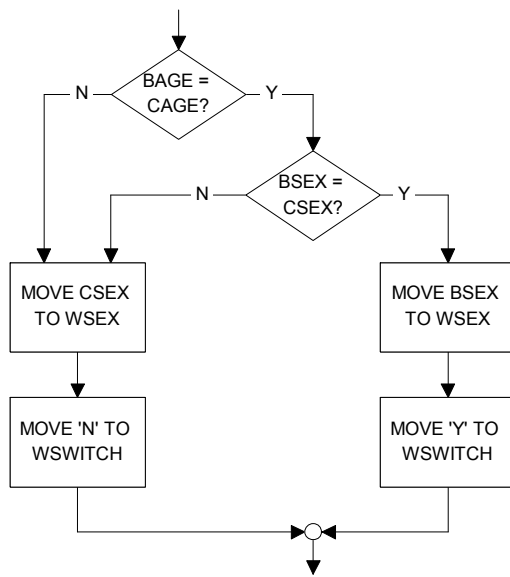 BAGE =
CAGE?
N
Y
BSEX =
CSEX?
N
Y
MOVE CSEX
TO WSEX
MOVE BSEX
TO WSEX
MOVE 'N' TO
WSWITCH
MOVE 'Y' TO
WSWITCH